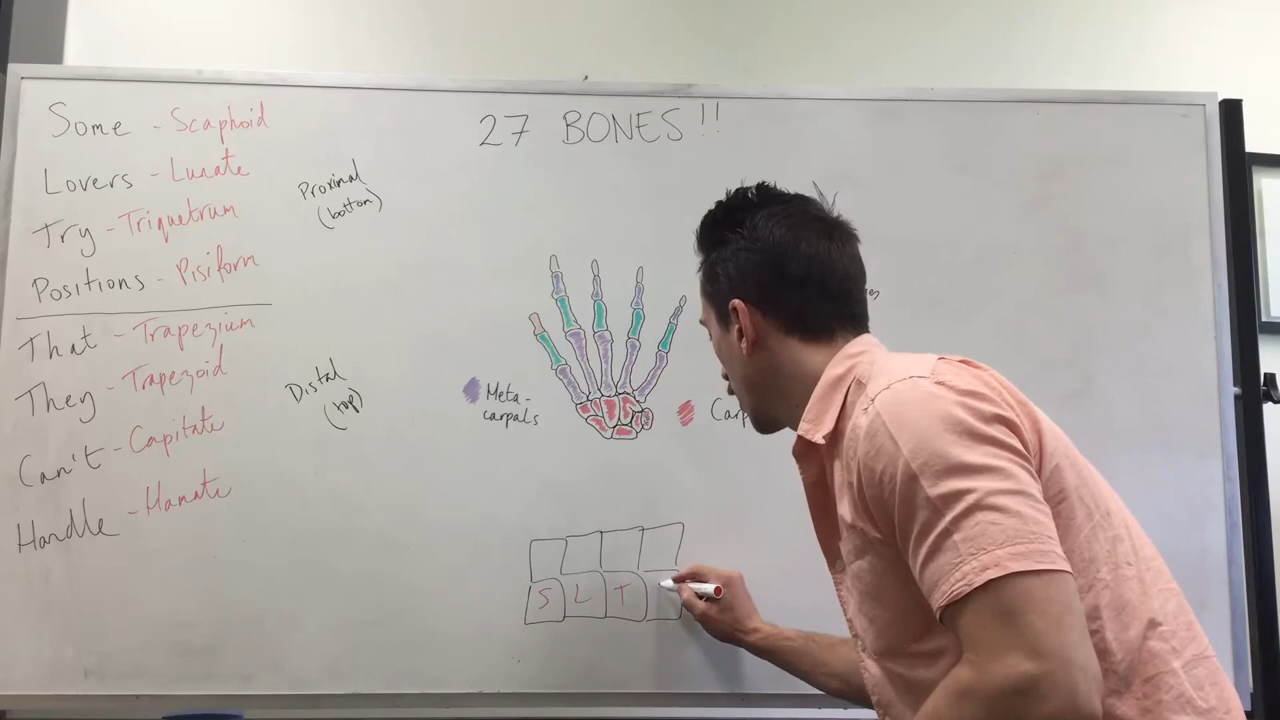 27 BONES!!
Some - Scaphoid
Lovers - Lunate
Try - Triquetrum
Positions - Pisiform
Proximal
(bottom)
That - Trapezium
They - Trapezoid
Can't - Capitate
Handle - Hamate
Distal
(top)
Meta-
carpals
Carp
S L T